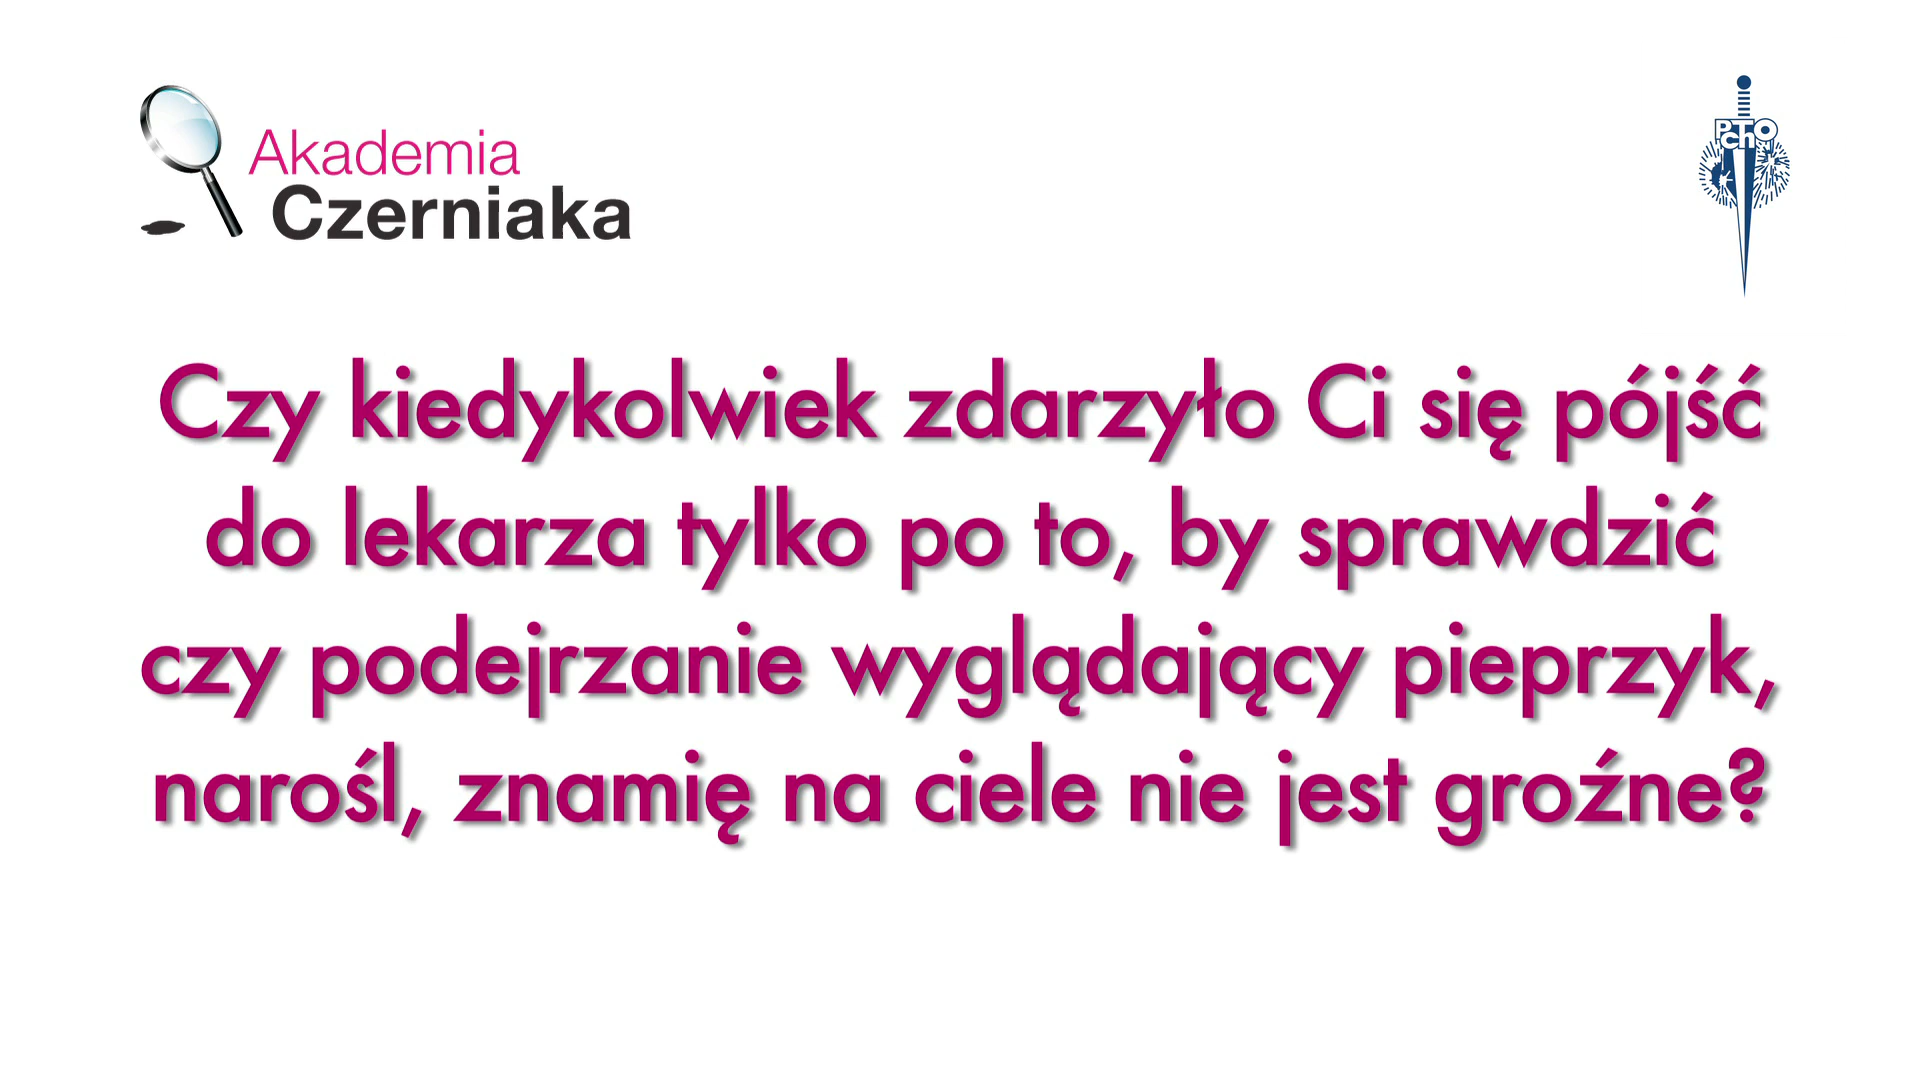 Akademia
Czerniaka
PTO
Ch
Czy kiedykolwiek zdarzyło Ci się pójść
do lekarza tylko po to, by sprawdzić
czy podejrzanie wyglądający pieprzyk,
narośl, znamię na ciele nie jest groźne?